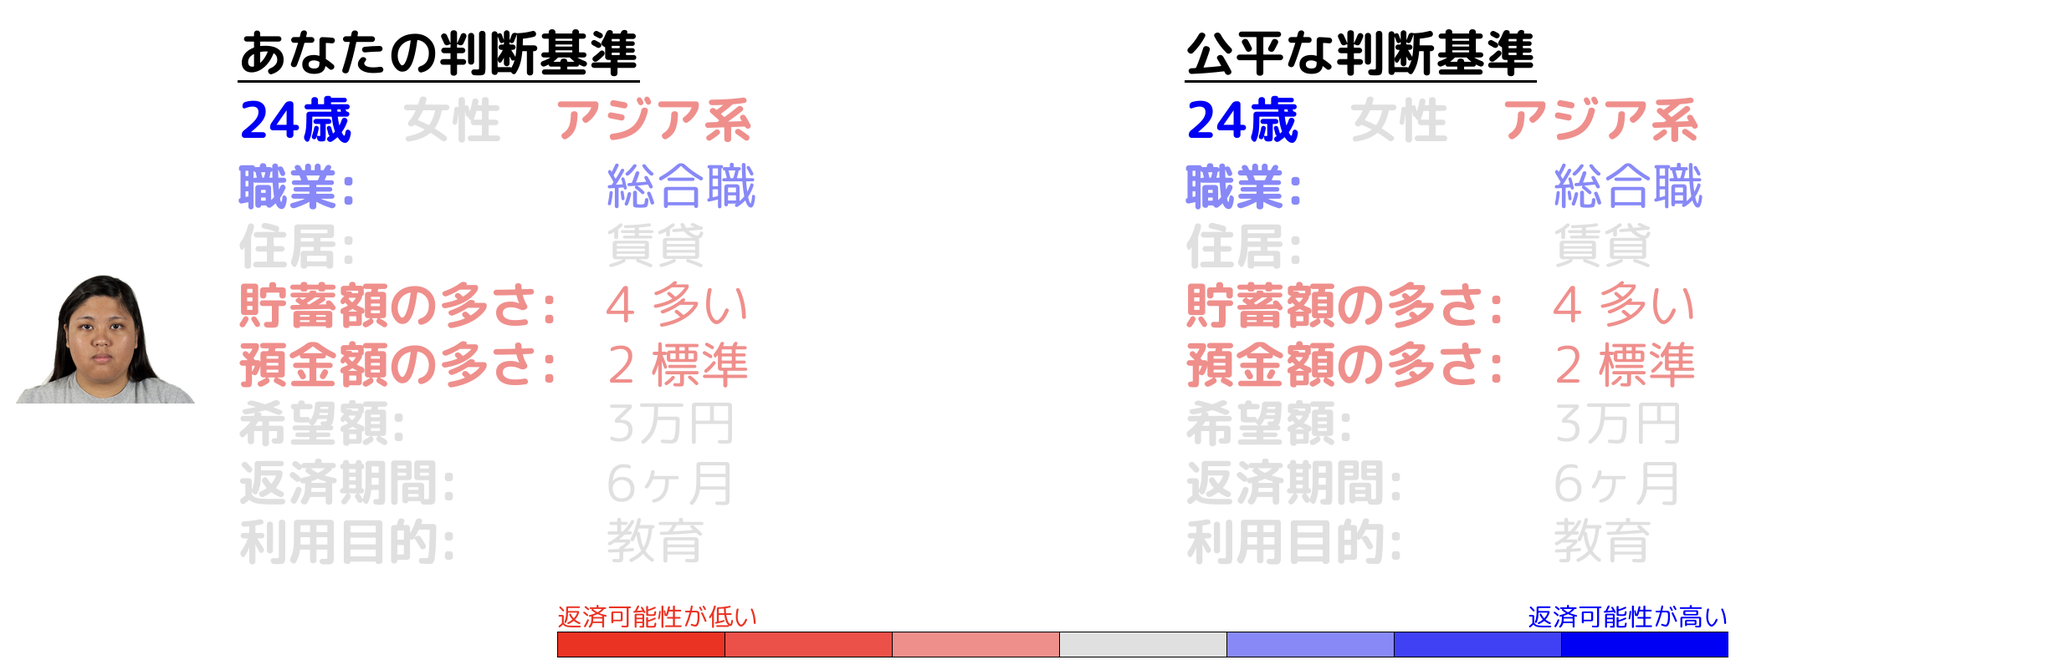 あなたの判断基準
24歳 女性 アジア系
職業: 総合職
住居: 賃貸
貯蓄額の多さ: 4 多い
預金額の多さ: 2 標準
希望額: 3万円
返済期間: 6ヶ月
利用目的: 教育
公平な判断基準
24歳 女性 アジア系
職業: 総合職
住居: 賃貸
貯蓄額の多さ: 4 多い
預金額の多さ: 2 標準
希望額: 3万円
返済期間: 6ヶ月
利用目的: 教育
返済可能性が低い
返済可能性が高い